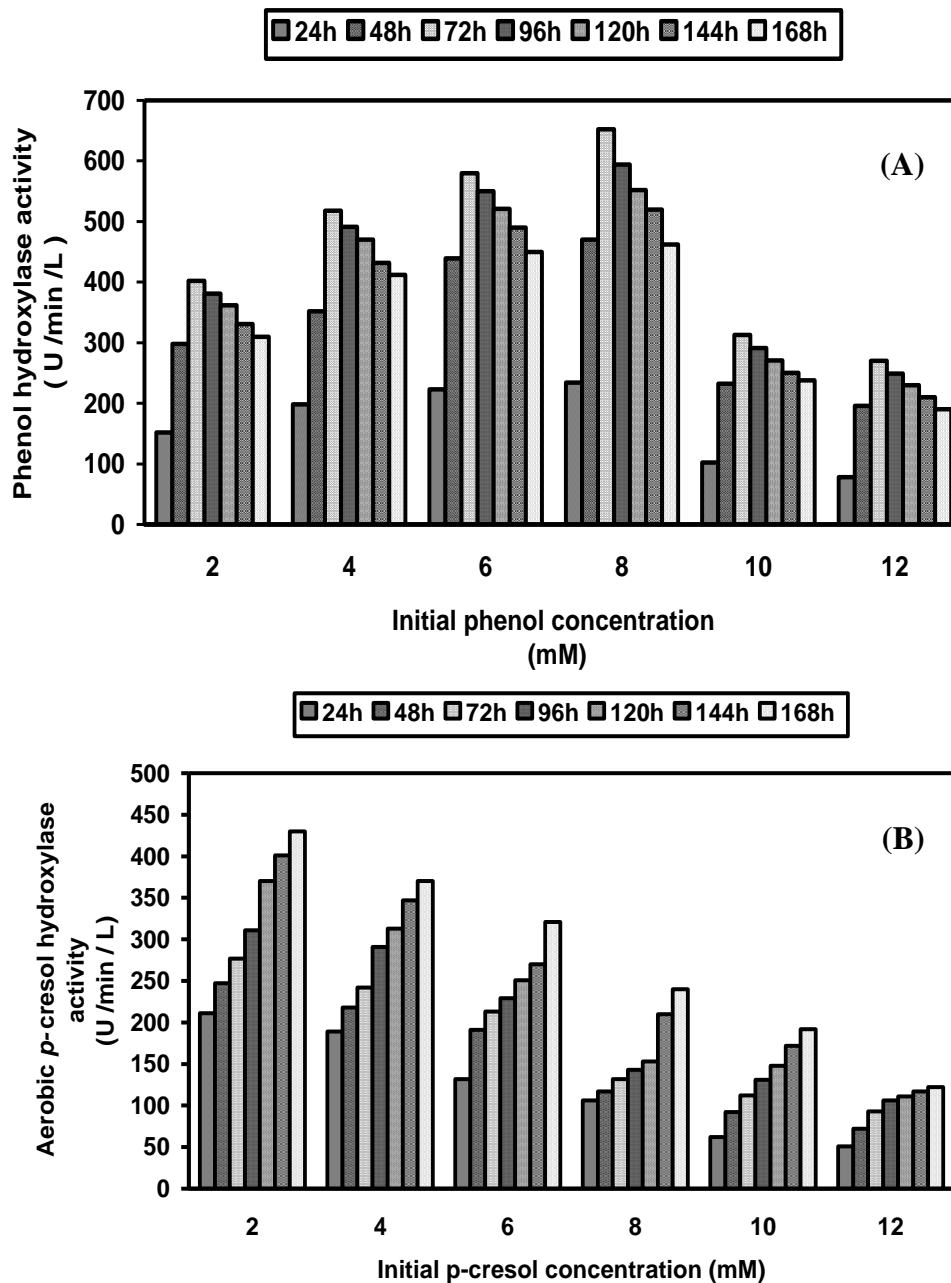 24h 48h 72h 96h 120h 144h 168h
700
600
500
400
300
200
100
0
Phenol hydroxylase activity
( U /min /L )
(A)
2 4 6 8 10 12
Initial phenol concentration
(mM)
24h 48h 72h 96h 120h 144h 168h
500
450
400
350
300
250
200
150
100
50
0
Aerobic p-cresol hydroxylase
activity
(U /min / L)
(B)
2 4 6 8 10 12
Initial p-cresol concentration (mM)